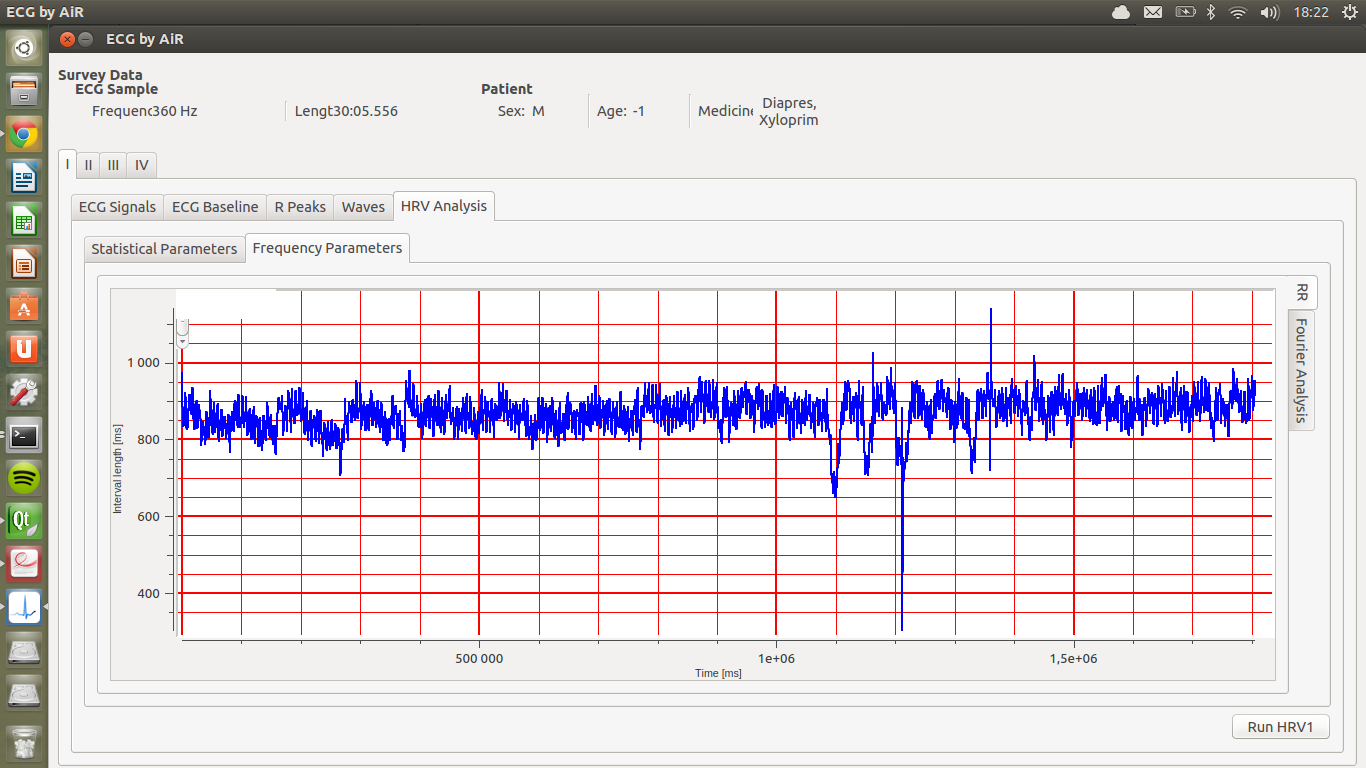 ECG by AiR
18:22
ECG by AiR
Survey Data
ECG Sample
Patient
Frequenc360 Hz
Lengt30:05.556
Sex: M
Age: -1
Medicine
Diapres,
Xyloprim
I II III IV
ECG Signals ECG Baseline R Peaks Waves HRV Analysis
Statistical Parameters Frequency Parameters
RR
Fourier Analysis
Interval length [ms]
1 000
800
600
400
500 000 1e+06 1,5e+06
Time [ms]
Run HRV1